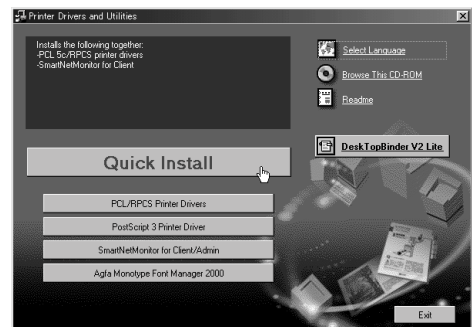 Printer Drivers and Utilities
Installs the following together:
-PCL 5c/RPCS printer drivers
-SmartNetMonitor for Client
Select Language
Browse This CD-ROM
Readme
DeskTopBinder V2 Lite
Quick Install
PCL/RPCS Printer Drivers
PostScript 3 Printer Driver
SmartNetMonitor for Client/Admin
Agfa Monotype Font Manager 2000
Exit